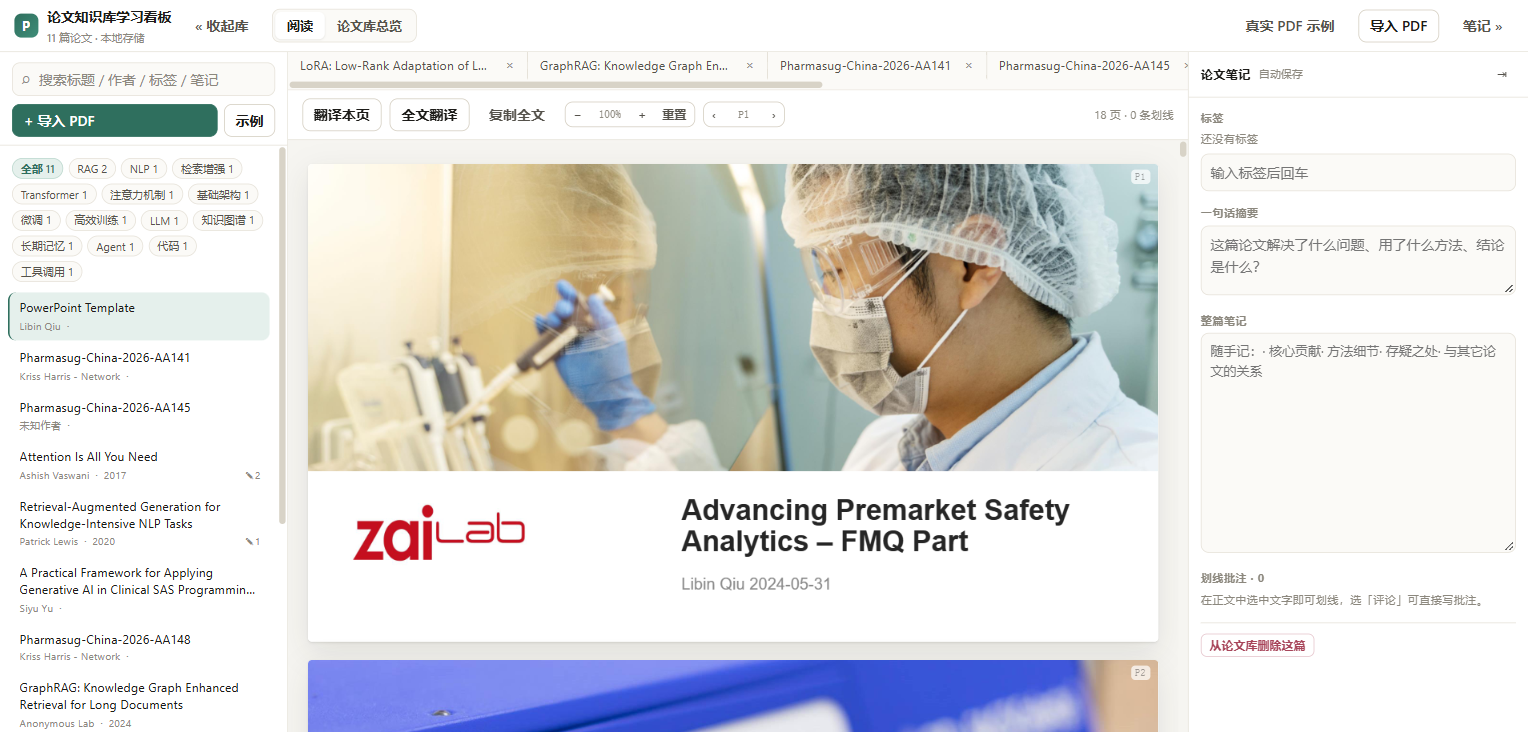 P
论文知识库学习看板
11 篇论文 · 本地存储
« 收起库
阅读
论文库总览
真实 PDF 示例
导入 PDF
笔记 »
搜索标题 / 作者 / 标签 / 笔记
+ 导入 PDF
示例
全部 11
RAG 2
NLP 1
检索增强 1
Transformer 1
注意力机制 1
基础架构 1
微调 1
高效训练 1
LLM 1
知识图谱 1
长期记忆 1
Agent 1
代码 1
工具调用 1
PowerPoint Template
Libin Qiu ·
Pharmasug-China-2026-AA141
Kriss Harris - Network ·
Pharmasug-China-2026-AA145
未知作者 ·
Attention Is All You Need
Ashish Vaswani · 2017
✎ 2
Retrieval-Augmented Generation for
Knowledge-Intensive NLP Tasks
Patrick Lewis · 2020
✎ 1
A Practical Framework for Applying
Generative AI in Clinical SAS Programmin...
Siyu Yu ·
Pharmasug-China-2026-AA148
Kriss Harris - Network ·
GraphRAG: Knowledge Graph Enhanced
Retrieval for Long Documents
Anonymous Lab · 2024
LoRA: Low-Rank Adaptation of L... ×
GraphRAG: Knowledge Graph En... ×
Pharmasug-China-2026-AA141 ×
Pharmasug-China-2026-AA145 ×
翻译本页
全文翻译
复制全文
− 100% + 重置
‹ P1 ›
18 页 · 0 条划线
P1
zaiLab
Advancing Premarket Safety
Analytics – FMQ Part
Libin Qiu 2024-05-31
P2
论文笔记 自动保存
⇥
标签
还没有标签
输入标签后回车
一句话摘要
这篇论文解决了什么问题、用了什么方法、结论
是什么？
整篇笔记
随手记：· 核心贡献· 方法细节· 存疑之处· 与其它论
文的关系
划线批注 · 0
在正文中选中文字即可划线，选「评论」可直接写批注。
从论文库删除这篇